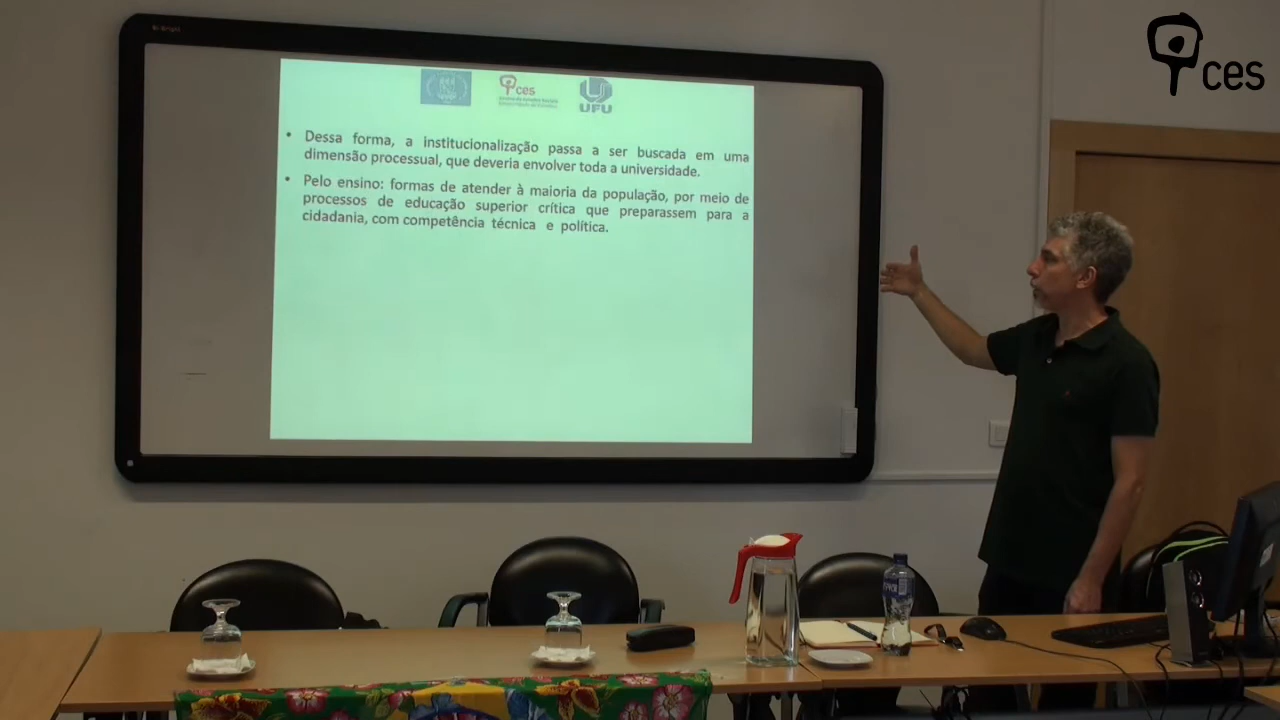 ces
ces
UFU
• Dessa forma, a institucionalização passa a ser buscada em uma
dimensão processual, que deveria envolver toda a universidade.
• Pelo ensino: formas de atender à maioria da população, por meio de
processos de educação superior crítica que preparassem para a
cidadania, com competência técnica e política.